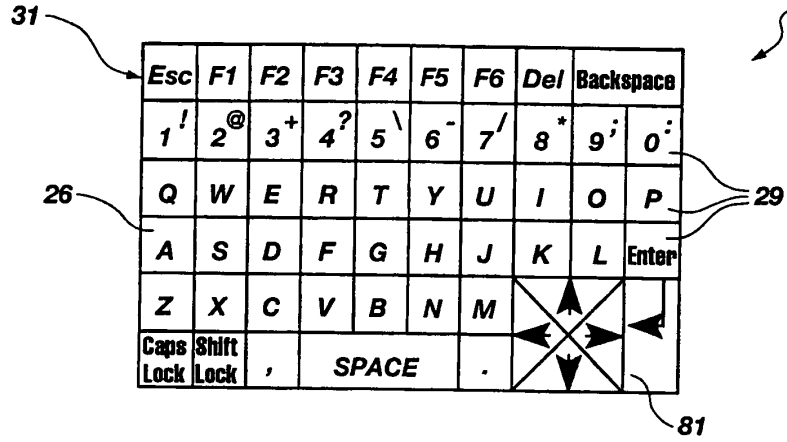 31
Esc F1 F2 F3 F4 F5 F6 Del Backspace
1 ! 2 @ 3 + 4 ? 5 \ 6 - 7 / 8 * 9 ; 0 :
Q W E R T Y U I O P
26
29
A S D F G H J K L Enter
Z X C V B N M
Caps Lock Shift Lock , SPACE .
81